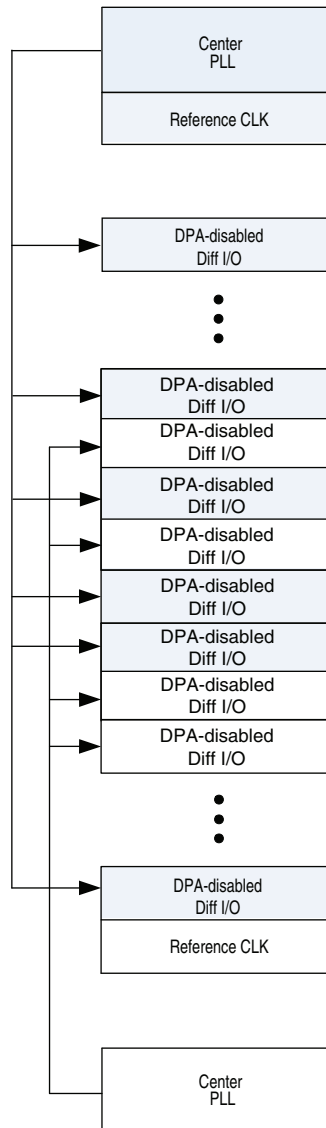 Center
PLL
Reference CLK
DPA-disabled
Diff I/O
DPA-disabled
Diff I/O
DPA-disabled
Diff I/O
DPA-disabled
Diff I/O
DPA-disabled
Diff I/O
DPA-disabled
Diff I/O
DPA-disabled
Diff I/O
DPA-disabled
Diff I/O
DPA-disabled
Diff I/O
DPA-disabled
Diff I/O
Reference CLK
Center
PLL